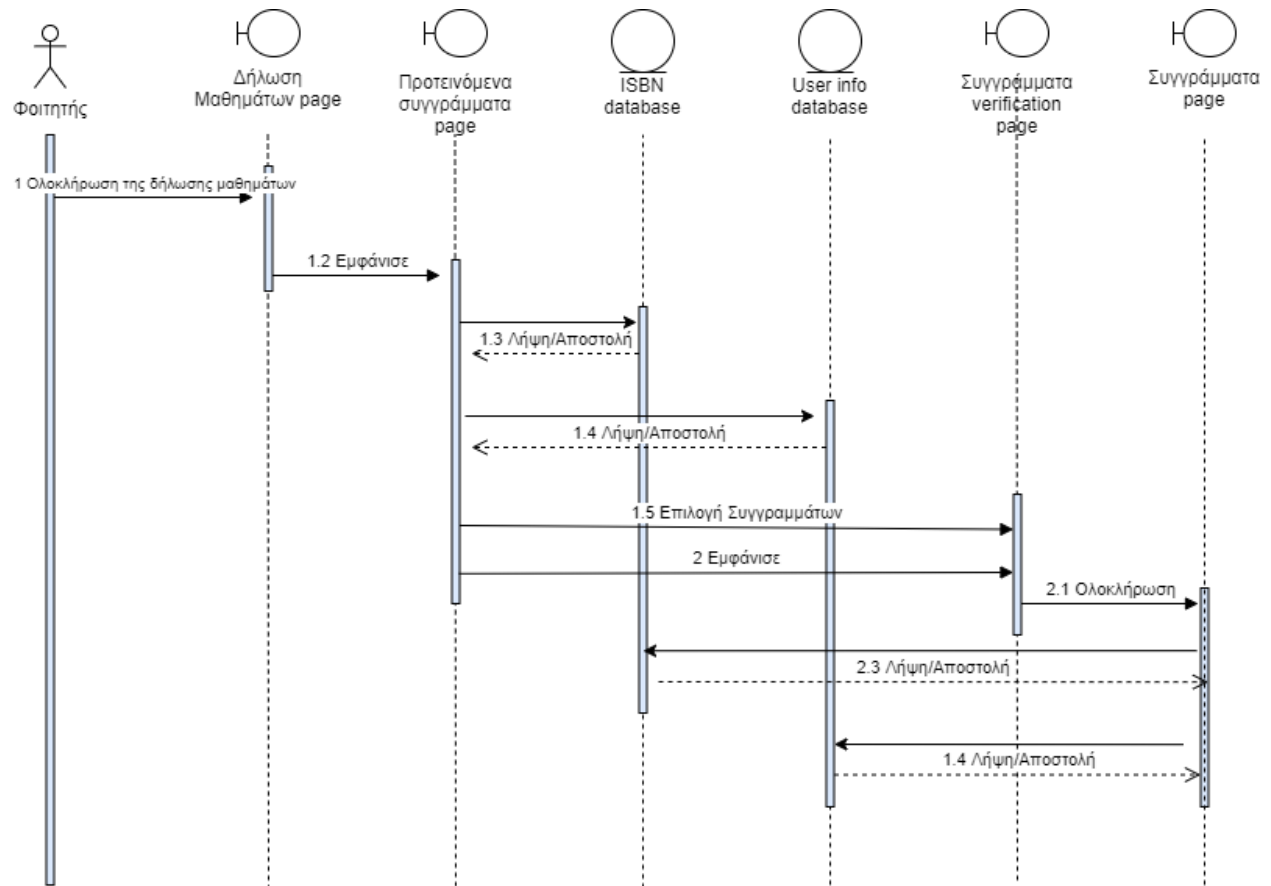 Φοιτητής
Δήλωση
Μαθημάτων page
Προτεινόμενα
συγγράμματα
page
ISBN
database
User info
database
Συγγράμματα
verification
page
Συγγράμματα
page
1 Ολοκλήρωση της δήλωσης μαθημάτων
1.2 Εμφάνισε
1.3 Λήψη/Αποστολή
1.4 Λήψη/Αποστολή
1.5 Επιλογή Συγγραμμάτων
2 Εμφάνισε
2.1 Ολοκλήρωση
2.3 Λήψη/Αποστολή
1.4 Λήψη/Αποστολή